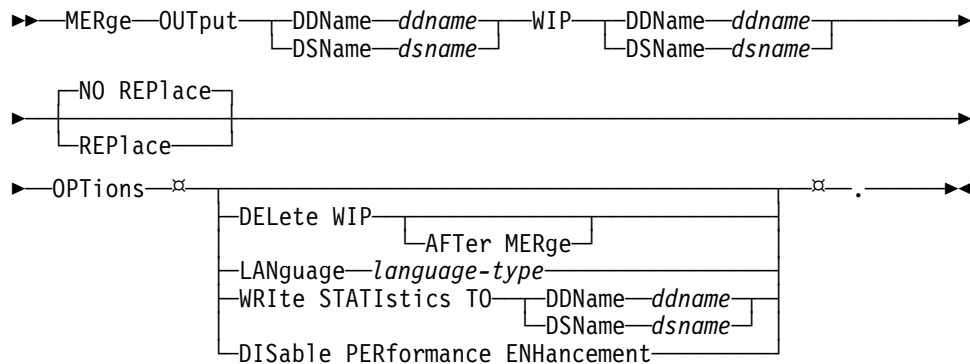 MERge OUTput DDName ddname WIP DDName ddname
DSName dsname DSName dsname
NO REPlace
REPlace
OPTions ¤ ¤ .
DELete WIP
AFTer MERge
LANguage language-type
WRIte STATIstics TO DDName ddname
DSName dsname
DISable PERformance ENHancement